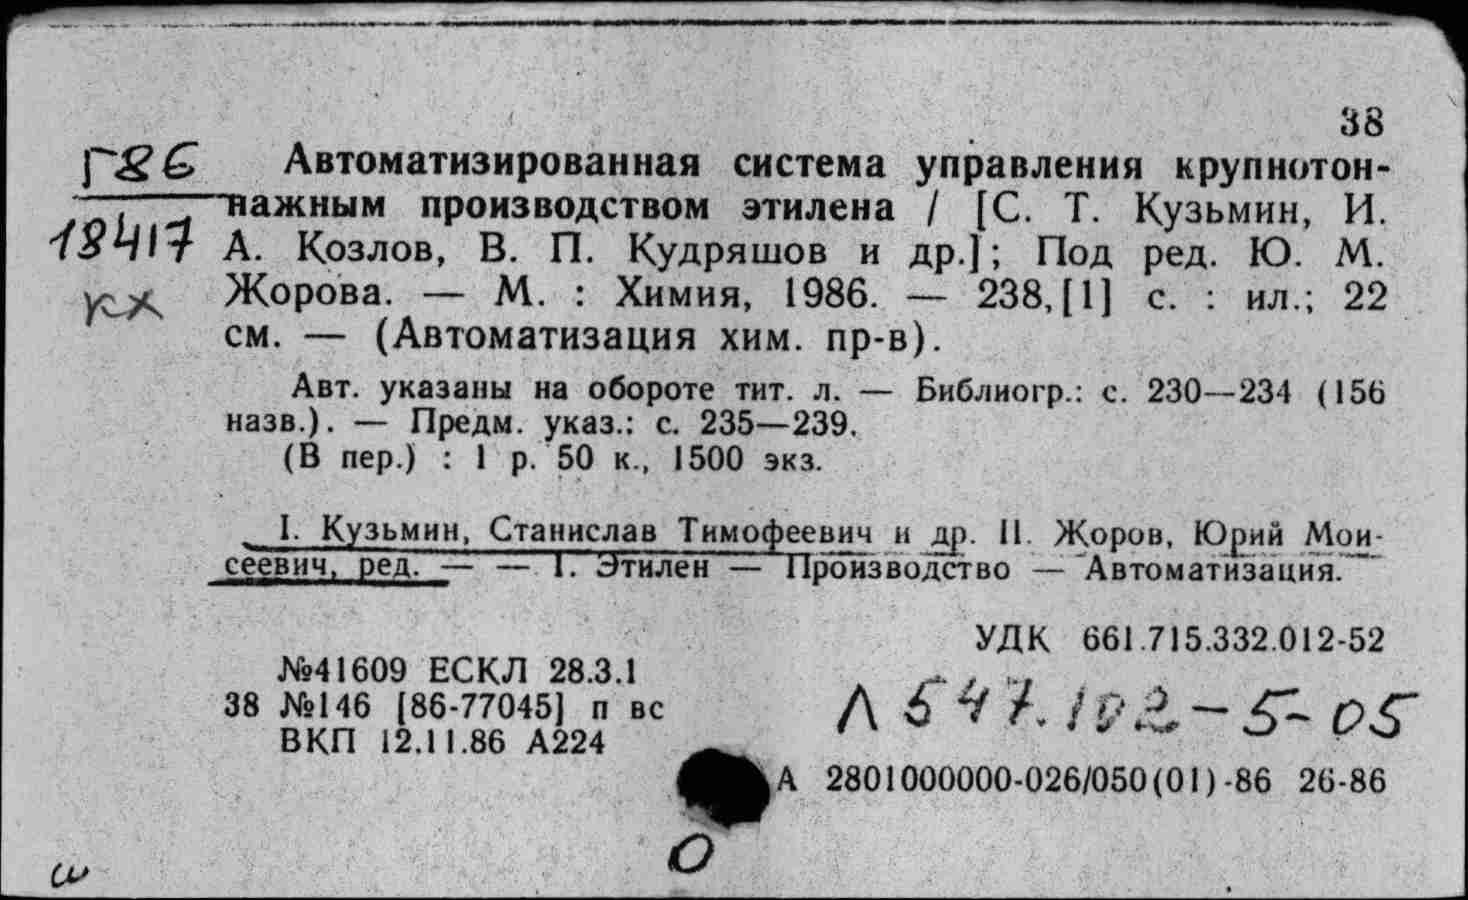 38
Г86 Автоматизированная система управления крупнотон-
нажным производством этилена / [С. Т. Кузьмин, И.
18417 А. Козлов, В. П. Кудряшов и др.]; Под ред. Ю. М.
кх Жорова. — М. : Химия, 1986. — 238,[1] с. : ил.; 22
см. — (Автоматизация хим. пр-в).
Авт. указаны на обороте тит. л. — Библиогр.: с. 230—234 (156
назв.). — Предм. указ.: с. 235—239.
(В пер.) : 1 р. 50 к., 1500 экз.
I. Кузьмин, Станислав Тимофеевич и др. II. Жоров, Юрий Мои-
сеевич, ред. — — 1. Этилен — Производство — Автоматизация.
УДК 661.715.332.012-52
№41609 ЕСКЛ 28.3.1
38 №146 [86-77045] п вс
Л 547.102-5-05
ВКП 12.11.86 А224
А 2801000000-026/050(01)-86 26-86
О
ш